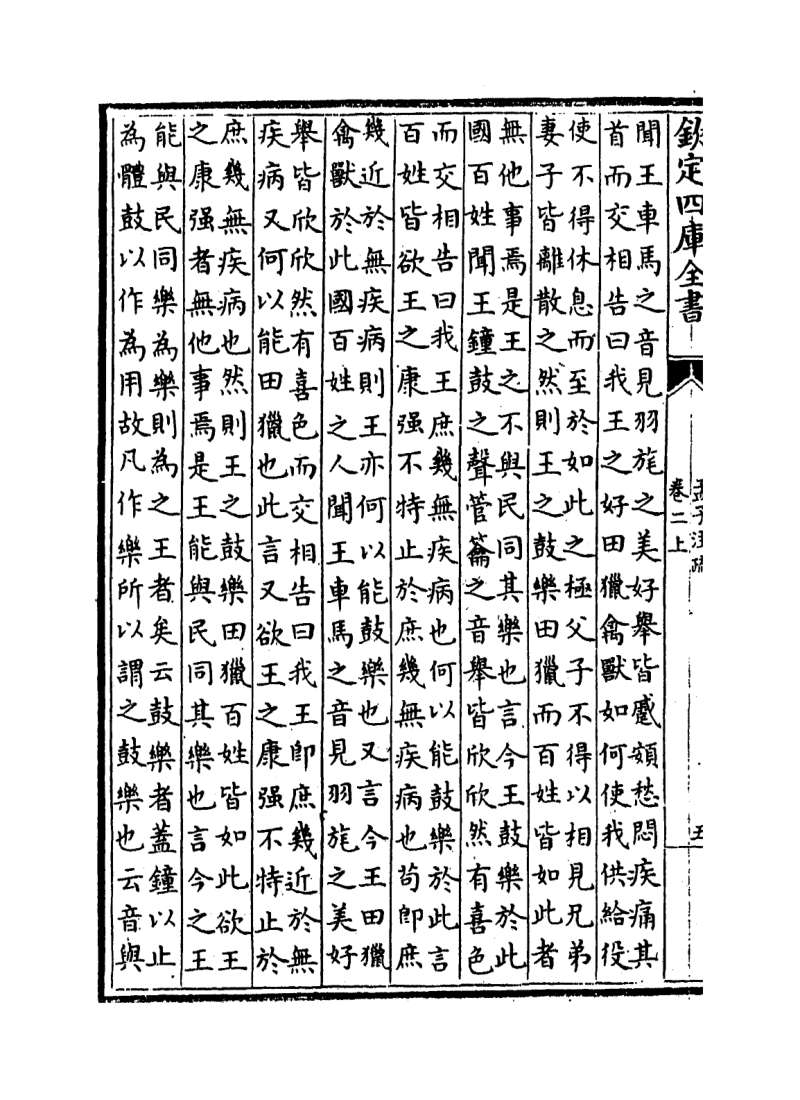 欽定四庫全書
孟子注疏
卷二上
五
聞王車馬之音見羽旄之美好舉皆蹙頞愁悶疾痛其
首而交相告曰我王之好田獵禽獸如何使我供給役
使不得休息而至於如此之極父子不得以相見兄弟
妻子皆離散之然則王之鼓樂田獵而百姓皆如此者
無他事焉是王之不與民同其樂也言今王鼓樂於此
國百姓聞王鐘鼓之聲管籥之音舉皆欣欣然有喜色
而交相告曰我王庶幾無疾病也何以能鼓樂於此言
百姓皆欲王之康强不特止於庶幾無疾病也苟即庶
幾近於無疾病則王亦何以能鼓樂也又言今王田獵
禽獸於此國百姓之人聞王車馬之音見羽旄之美好
舉皆欣欣然有喜色而交相告曰我王即庶幾近於無
疾病又何以能田獵也此言又欲王之康强不特止於
庶幾無疾病也然則王之鼓樂田獵百姓皆如此欲王
之康强者無他事焉是王能與民同其樂也言今之王
能與民同樂為樂則為之王者矣云鼓樂者蓋鐘以止
為體鼓以作為用故凡作樂所以謂之鼓樂也云音與